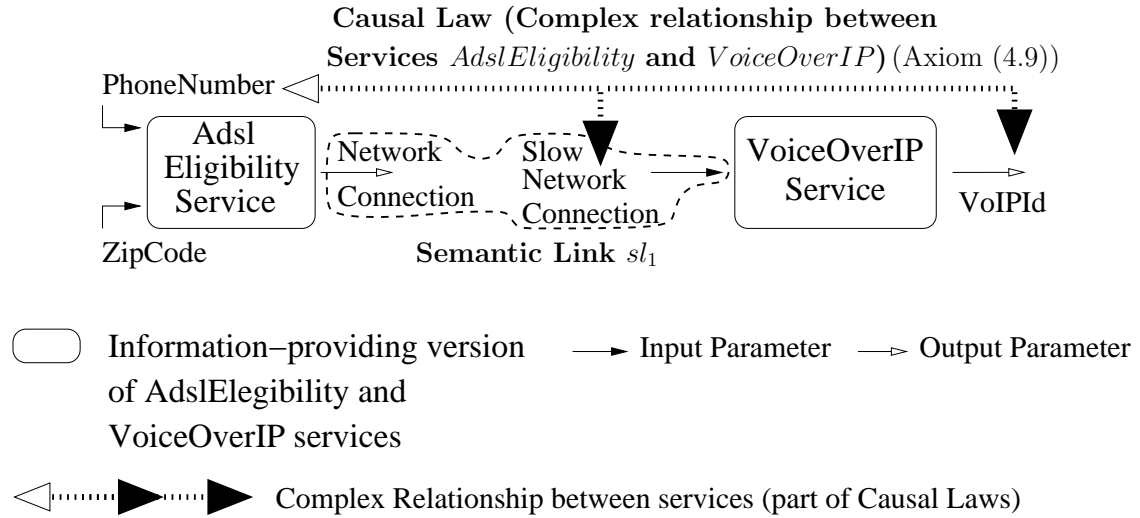 Causal Law (Complex relationship between
Services AdslEligibility and VoiceOverIP) (Axiom (4.9))
PhoneNumber
Adsl
Eligibility
Service
ZipCode
Network
Connection
Slow
Network
Connection
Semantic Link sl₁
VoiceOverIP
Service
VoIPId
Information–providing version
of AdslElegibility and
VoiceOverIP services
Input Parameter
Output Parameter
Complex Relationship between services (part of Causal Laws)